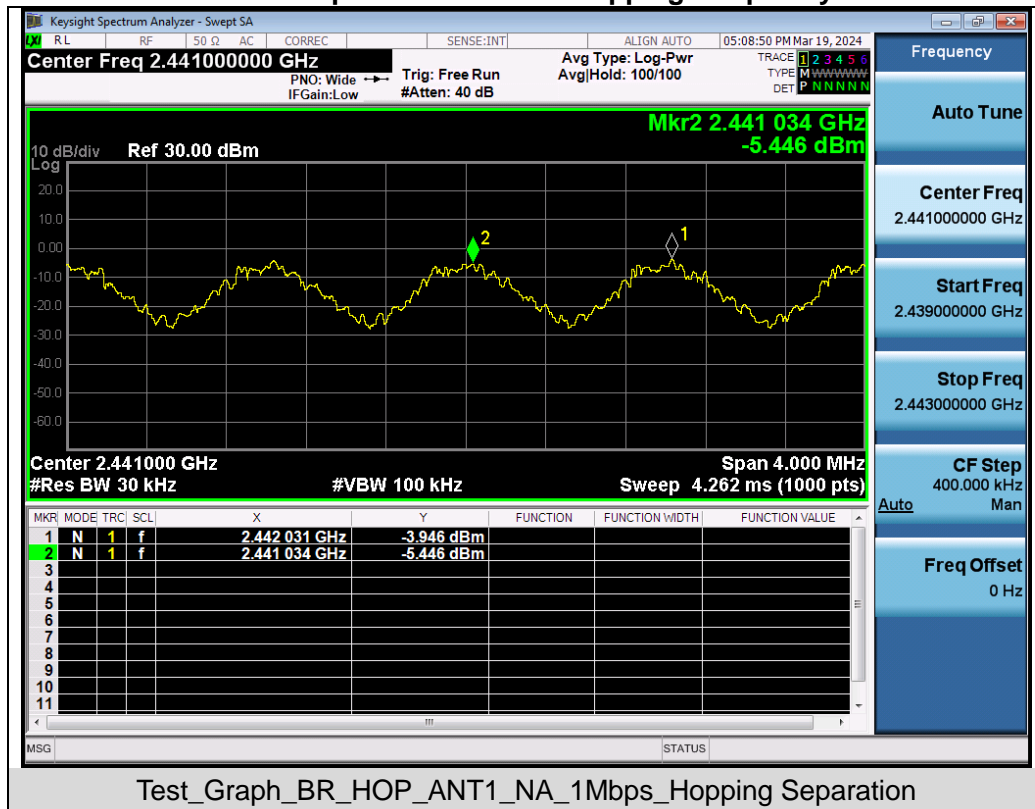 Keysight Spectrum Analyzer - Swept SA
LXI RL RF 50 Ω AC CORREC SENSE:INT ALIGN AUTO 05:08:50 PM Mar 19, 2024
Center Freq 2.441000000 GHz
PNO: Wide
IFGain:Low
Trig: Free Run
#Atten: 40 dB
Avg Type: Log-Pwr
Avg|Hold: 100/100
TRACE 1 2 3 4 5 6
TYPE M WWWWW
DET P N N N N N
Mkr2 2.441 034 GHz
-5.446 dBm
10 dB/div Ref 30.00 dBm
Log
20.0
10.0
0.00
-10.0
-20.0
-30.0
-40.0
-50.0
-60.0
2
1
Center 2.441000 GHz Span 4.000 MHz
#Res BW 30 kHz #VBW 100 kHz Sweep 4.262 ms (1000 pts)
MKR MODE TRC SCL X Y FUNCTION FUNCTION WIDTH FUNCTION VALUE
1 N 1 f 2.442 031 GHz -3.946 dBm
2 N 1 f 2.441 034 GHz -5.446 dBm
3
4
5
6
7
8
9
10
11
MSG STATUS
Frequency
Auto Tune
Center Freq
2.441000000 GHz
Start Freq
2.439000000 GHz
Stop Freq
2.443000000 GHz
CF Step
400.000 kHz
Auto Man
Freq Offset
0 Hz
Test_Graph_BR_HOP_ANT1_NA_1Mbps_Hopping Separation